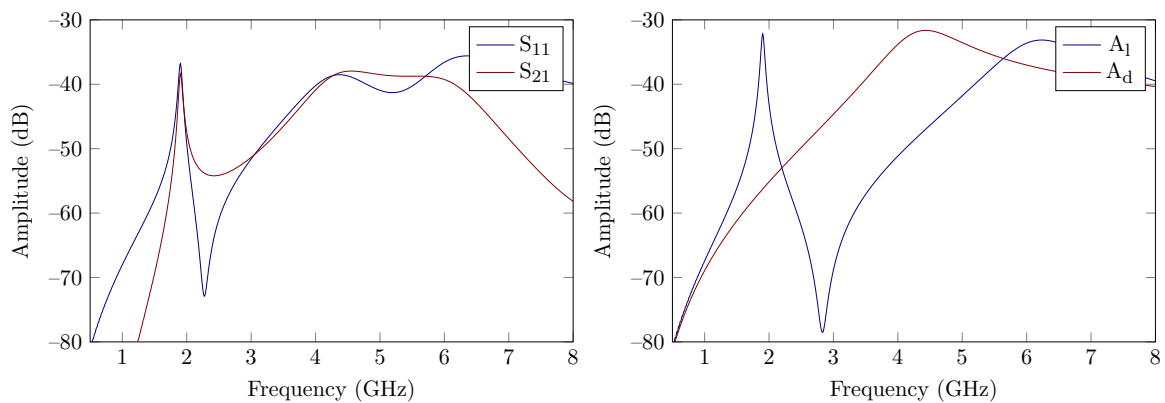 −30
−40
−50
−60
−70
−80
Amplitude (dB)
1 2 3 4 5 6 7 8
Frequency (GHz)
S₁₁
S₂₁
−30
−40
−50
−60
−70
−80
Amplitude (dB)
1 2 3 4 5 6 7 8
Frequency (GHz)
A_l
A_d